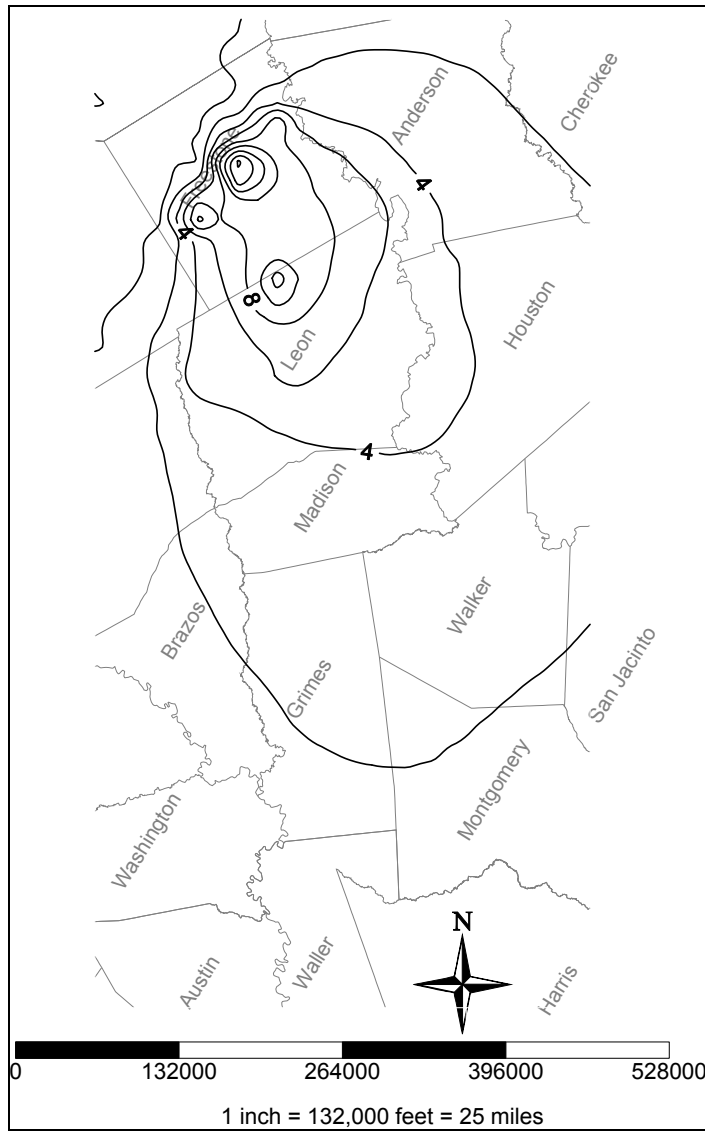 Anderson
Cherokee
4
4
8
Leon
Houston
4
Madison
Brazos
Walker
Grimes
San Jacinto
Montgomery
Washington
N
Austin
Waller
Harris
0 132000 264000 396000 528000
1 inch = 132,000 feet = 25 miles